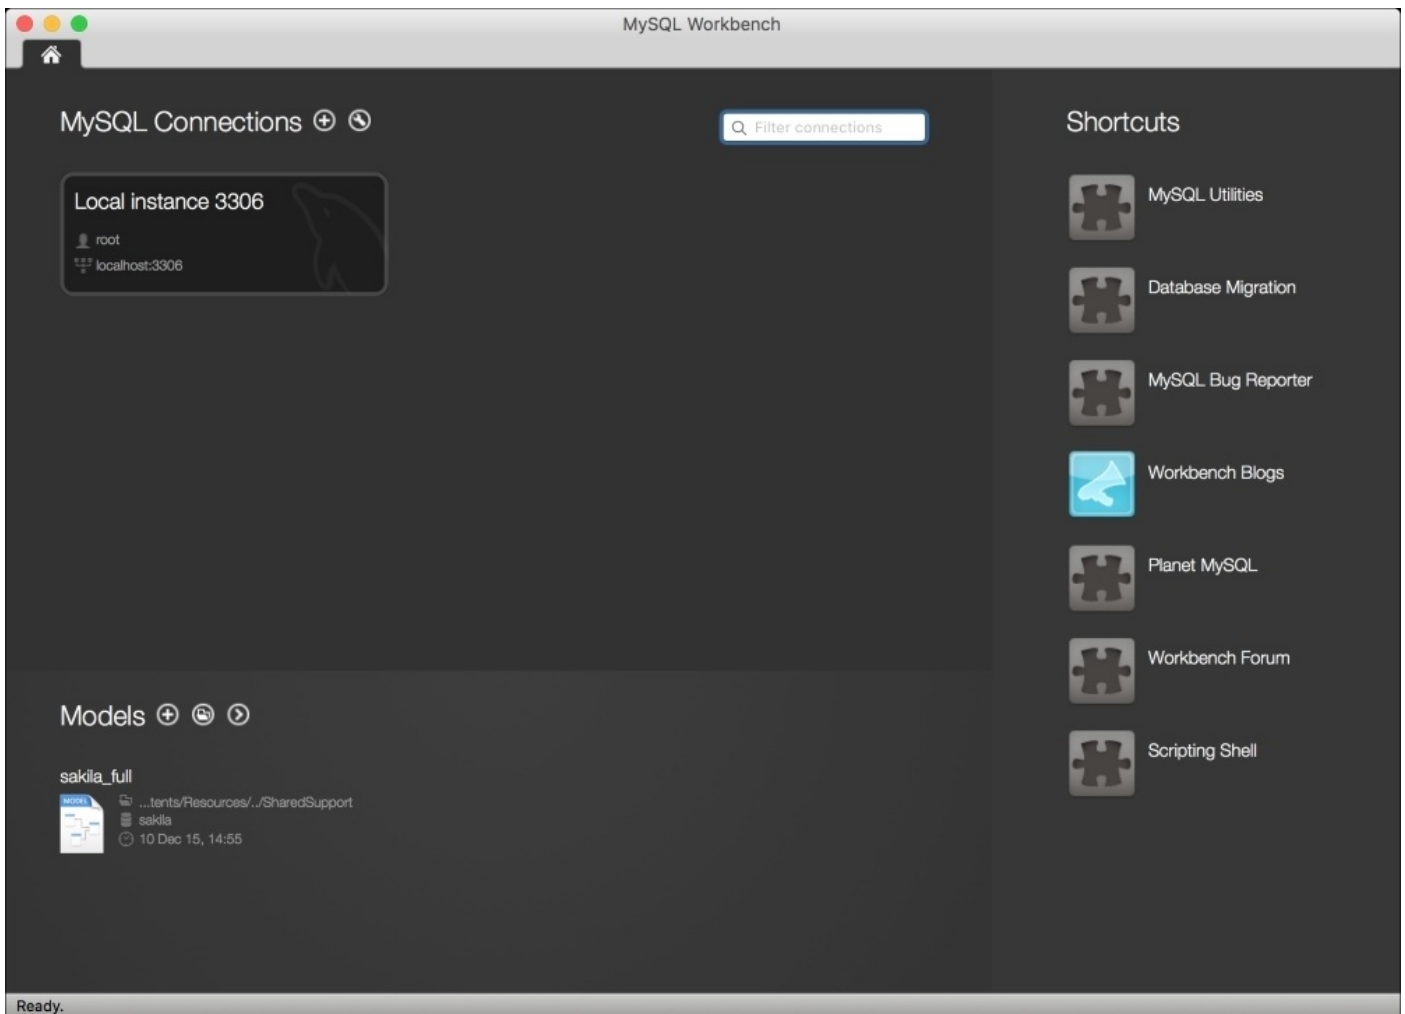 MySQL Workbench
MySQL Connections
Filter connections
Local instance 3306
root
localhost:3306
Shortcuts
MySQL Utilities
Database Migration
MySQL Bug Reporter
Workbench Blogs
Planet MySQL
Workbench Forum
Scripting Shell
Models
sakila_full
MODEL
...tents/Resources/../SharedSupport
sakila
10 Dec 15, 14:55
Ready.